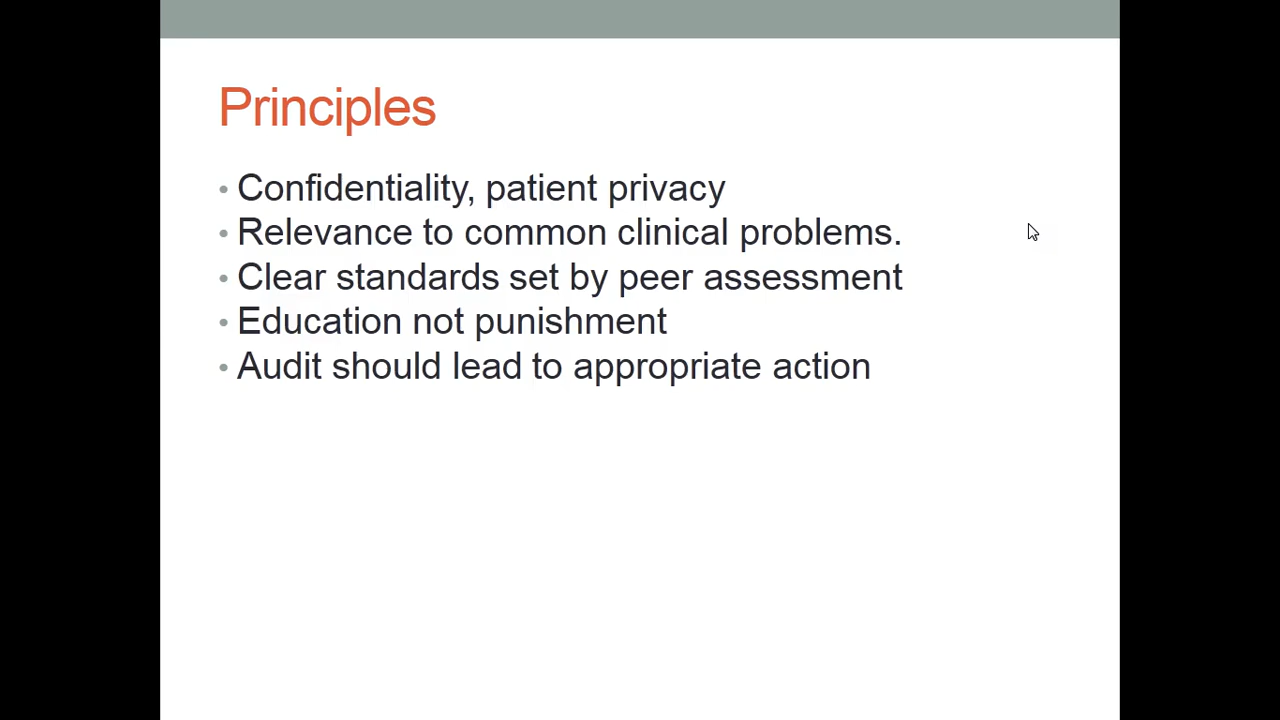 Principles
• Confidentiality, patient privacy
• Relevance to common clinical problems.
• Clear standards set by peer assessment
• Education not punishment
• Audit should lead to appropriate action